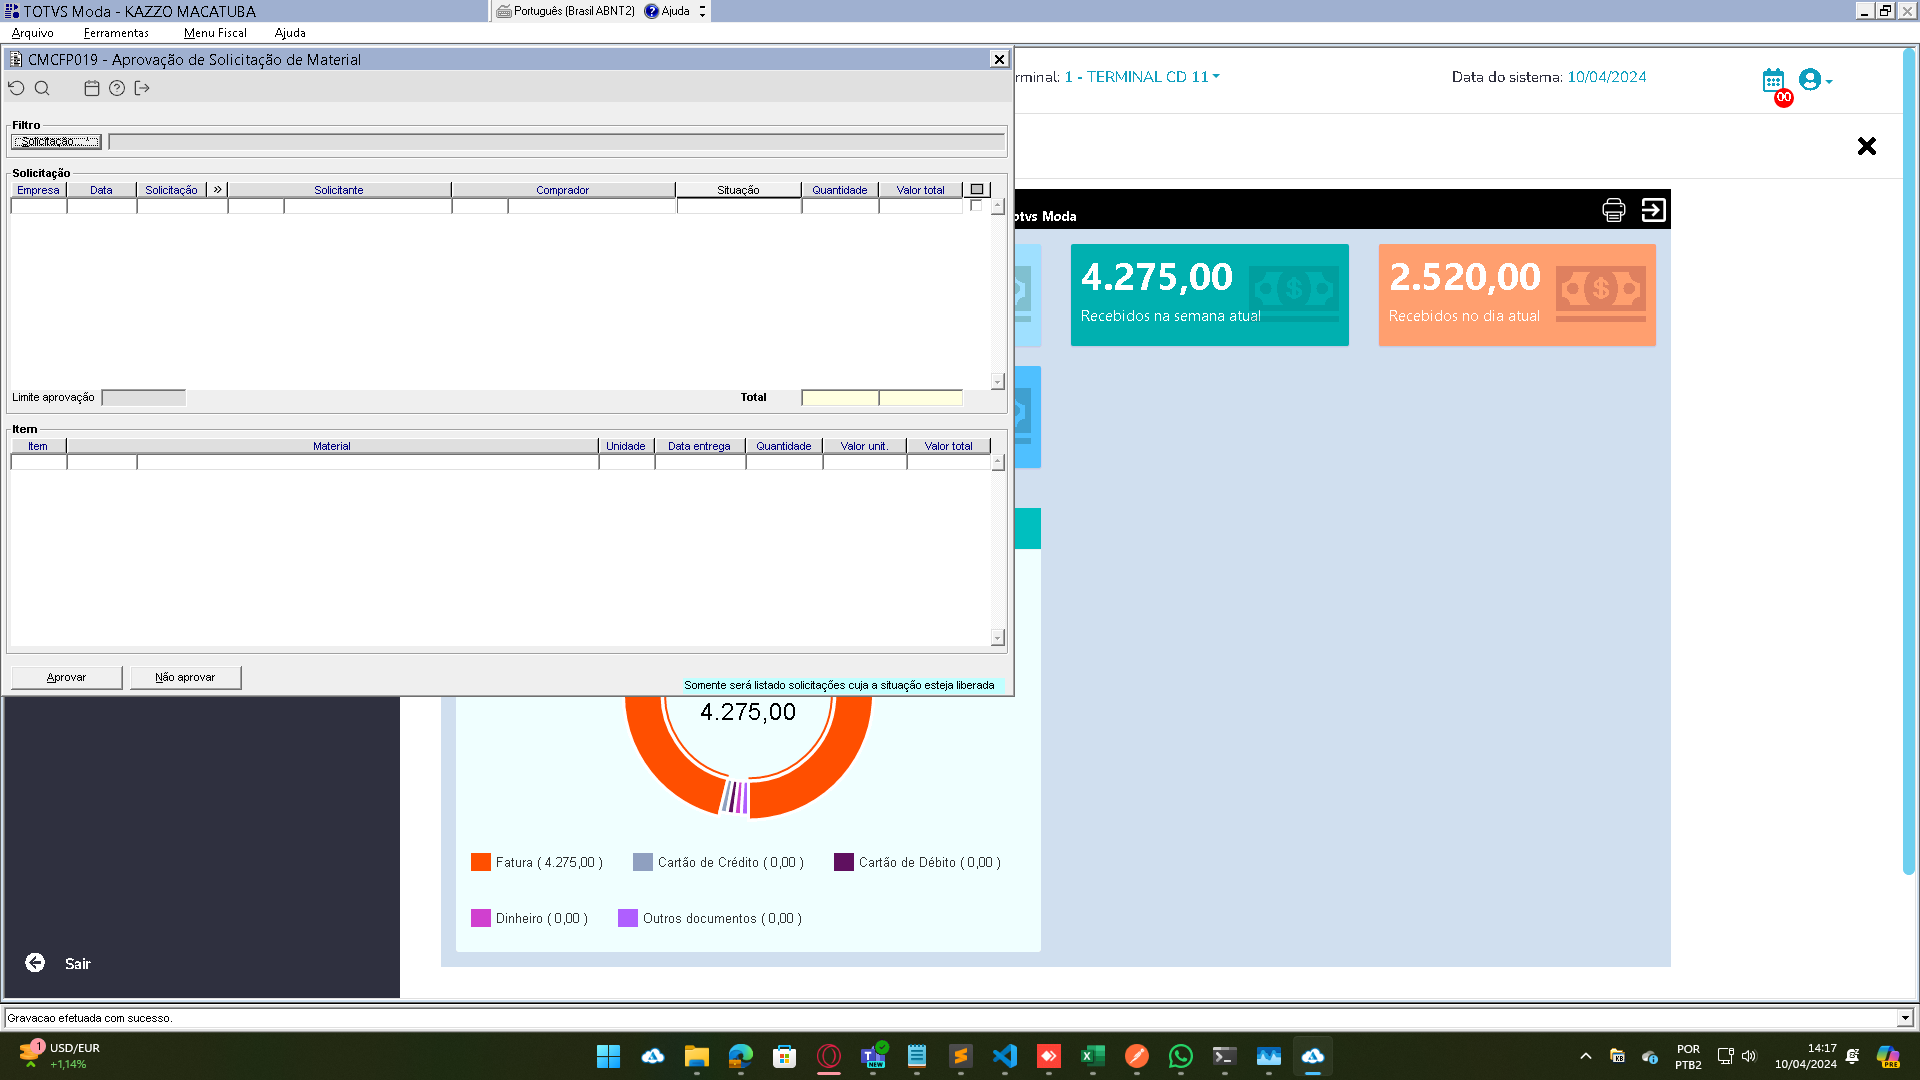 TOTVS Moda - KAZZO MACATUBA
Português (Brasil ABNT2) Ajuda
Arquivo Ferramentas Menu Fiscal Ajuda
CMCFP019 - Aprovação de Solicitação de Material
Filtro
Solicitação...
Solicitação
Empresa Data Solicitação >> Solicitante Comprador Situação Quantidade Valor total
Limite aprovação Total
Item
Item Material Unidade Data entrega Quantidade Valor unit. Valor total
Aprovar Não aprovar
Somente será listado solicitações cuja a situação esteja liberada
rminal: 1 - TERMINAL CD 11
Data do sistema: 10/04/2024
00
otvs Moda
4.275,00
Recebidos na semana atual
2.520,00
Recebidos no dia atual
4.275,00
Fatura ( 4.275,00 ) Cartão de Crédito ( 0,00 ) Cartão de Débito ( 0,00 )
Dinheiro ( 0,00 ) Outros documentos ( 0,00 )
Sair
Gravacao efetuada com sucesso.
1
USD/EUR
+1,14%
NEW
POR
PTB2
14:17
10/04/2024
PRE